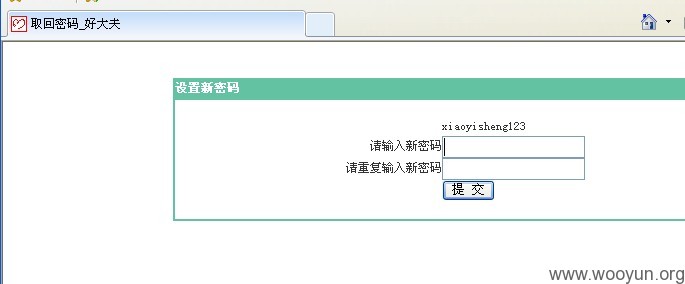 取回密码_好大夫
设置新密码
xiaoyisheng123
请输入新密码
请重复输入新密码
提 交
www.wooyun.org